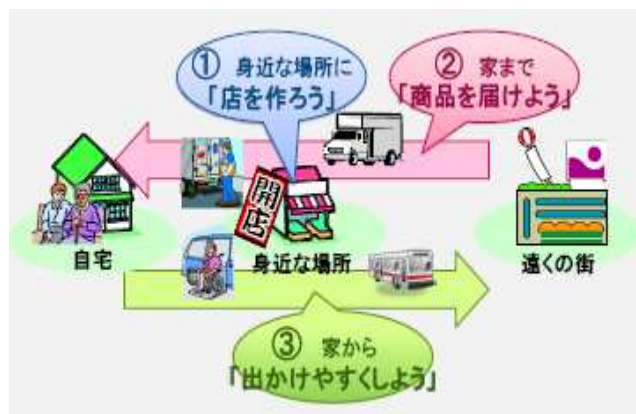 ① 身近な場所に
「店を作ろう」
② 家まで
「商品を届けよう」
開店
自宅
身近な場所
遠くの街
③ 家から
「出かけやすくしよう」